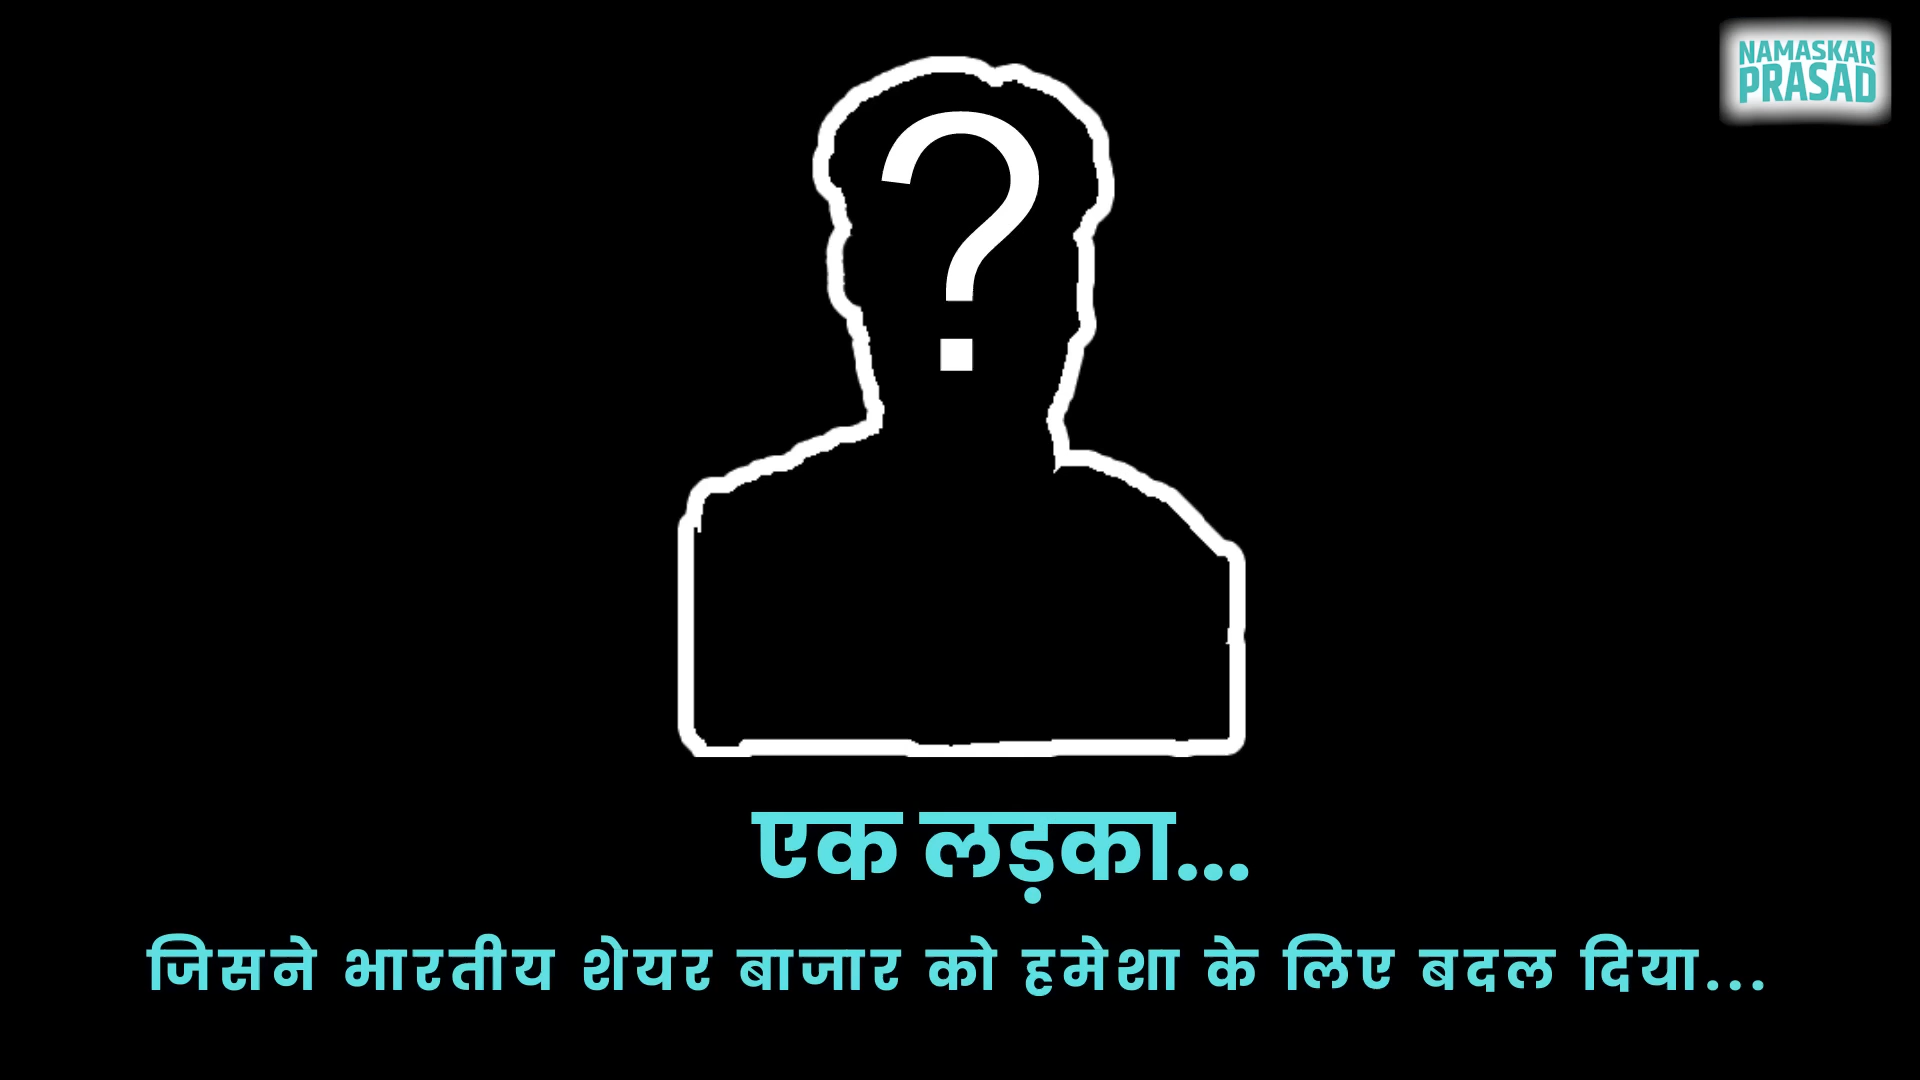 NAMASKAR
PRASAD
?
एक लड़का...
जिसने भारतीय शेयर बाजार को हमेशा के लिए बदल दिया...